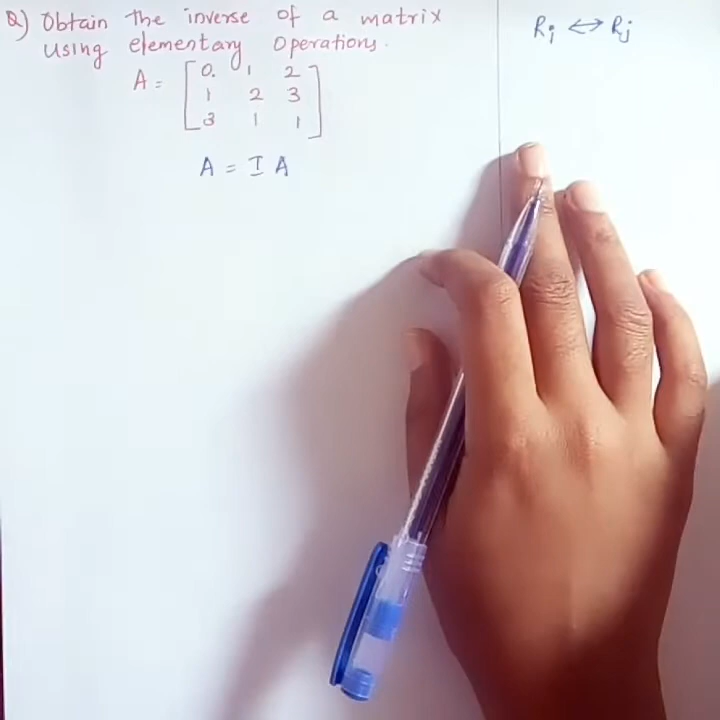 Q) Obtain the inverse of a matrix
using elementary Operations.
A = [0 1 2
1 2 3
3 1 1]
A = I A
Ri ↔ Rj